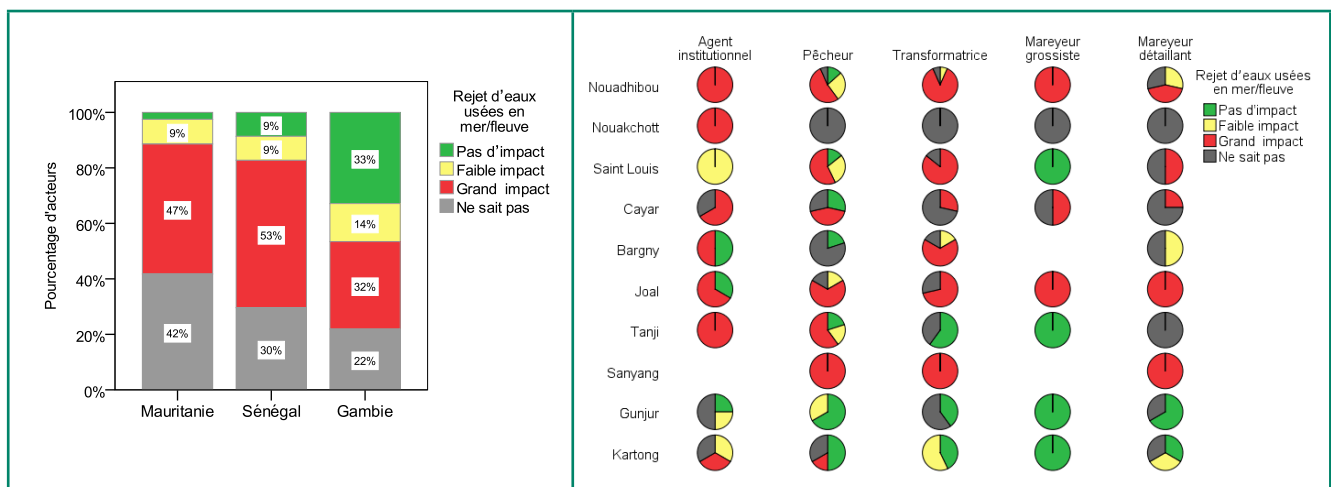 Rejet d'eaux
usées en
mer/fleuve
Pas d'impact
Faible impact
Grand impact
Ne sait pas
Pourcentage d'acteurs
100%
80%
60%
40%
20%
0%
9%
47%
42%
9%
9%
53%
30%
33%
14%
32%
22%
Mauritanie Sénégal Gambie
Agent
institutionnel
Pêcheur
Transformatrice
Mareyeur
grossiste
Mareyeur
détaillant
Rejet d'eaux usées
en mer/fleuve
Pas d'impact
Faible impact
Grand impact
Ne sait pas
Nouadhibou
Nouakchott
Saint Louis
Cayar
Bargny
Joal
Tanji
Sanyang
Gunjur
Kartong